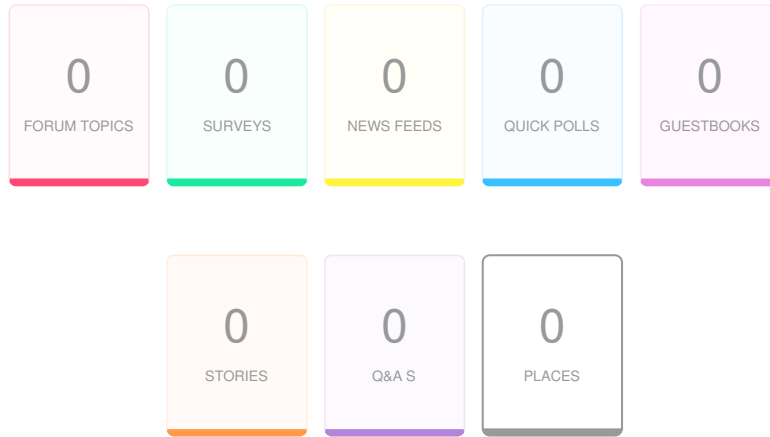 0 0 0 0 0
FORUM TOPICS SURVEYS NEWS FEEDS QUICK POLLS GUESTBOOKS
0 0 0
STORIES Q&A S PLACES